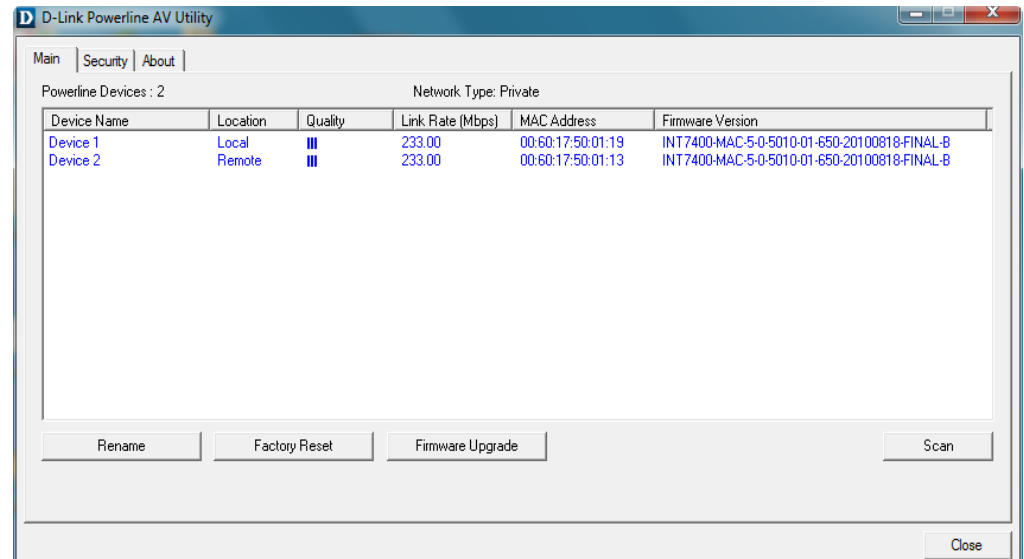 D D-Link Powerline AV Utility
Main Security About
Powerline Devices : 2 Network Type: Private
Device Name Location Quality Link Rate (Mbps) MAC Address Firmware Version
Device 1 Local 233.00 00:60:17:50:01:19 INT7400-MAC-5-0-5010-01-650-20100818-FINAL-B
Device 2 Remote 233.00 00:60:17:50:01:13 INT7400-MAC-5-0-5010-01-650-20100818-FINAL-B
Rename Factory Reset Firmware Upgrade Scan
Close